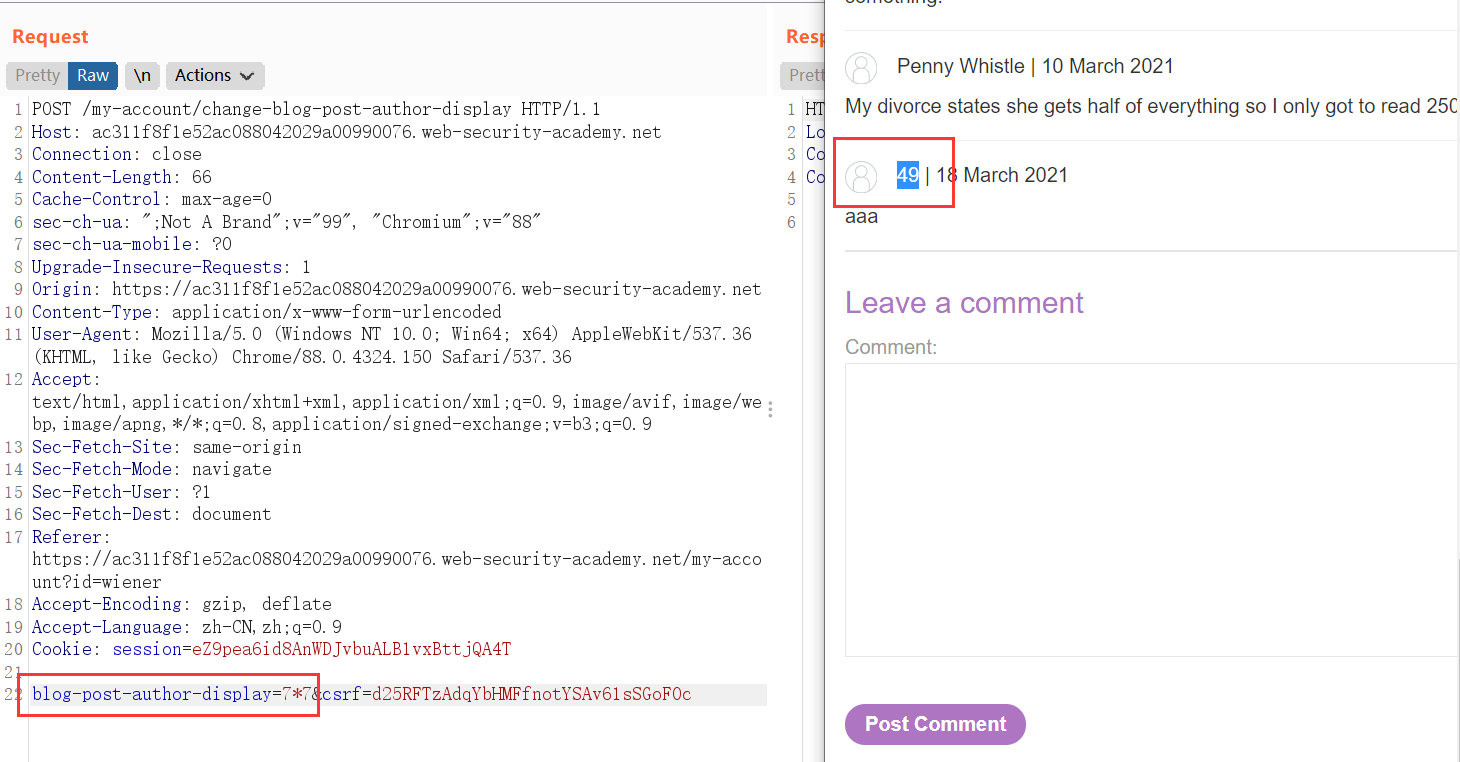 Request
Pretty Raw \n Actions
1 POST /my-account/change-blog-post-author-display HTTP/1.1
2 Host: ac311f8f1e52ac088042029a00990076.web-security-academy.net
3 Connection: close
4 Content-Length: 66
5 Cache-Control: max-age=0
6 sec-ch-ua: ";Not A Brand";v="99", "Chromium";v="88"
7 sec-ch-ua-mobile: ?0
8 Upgrade-Insecure-Requests: 1
9 Origin: https://ac311f8f1e52ac088042029a00990076.web-security-academy.net
10 Content-Type: application/x-www-form-urlencoded
11 User-Agent: Mozilla/5.0 (Windows NT 10.0; Win64; x64) AppleWebKit/537.36
(KHTML, like Gecko) Chrome/88.0.4324.150 Safari/537.36
12 Accept:
text/html,application/xhtml+xml,application/xml;q=0.9,image/avif,image/we
bp,image/apng,*/*;q=0.8,application/signed-exchange;v=b3;q=0.9
13 Sec-Fetch-Site: same-origin
14 Sec-Fetch-Mode: navigate
15 Sec-Fetch-User: ?1
16 Sec-Fetch-Dest: document
17 Referer:
https://ac311f8f1e52ac088042029a00990076.web-security-academy.net/my-acco
unt?id=wiener
18 Accept-Encoding: gzip, deflate
19 Accept-Language: zh-CN,zh;q=0.9
20 Cookie: session=eZ9pea6id8AnWDJvbuALB1vxBttjQA4T
21
22 blog-post-author-display=7*7&csrf=d25RFTzAdqYbHMFfnotYSAv61sSGoFOc
Resp
Prett
1 HT
2 Lo
3 Co
4 Co
5
6
something.
Penny Whistle | 10 March 2021
My divorce states she gets half of everything so I only got to read 250
49 | 18 March 2021
aaa
Leave a comment
Comment:
Post Comment